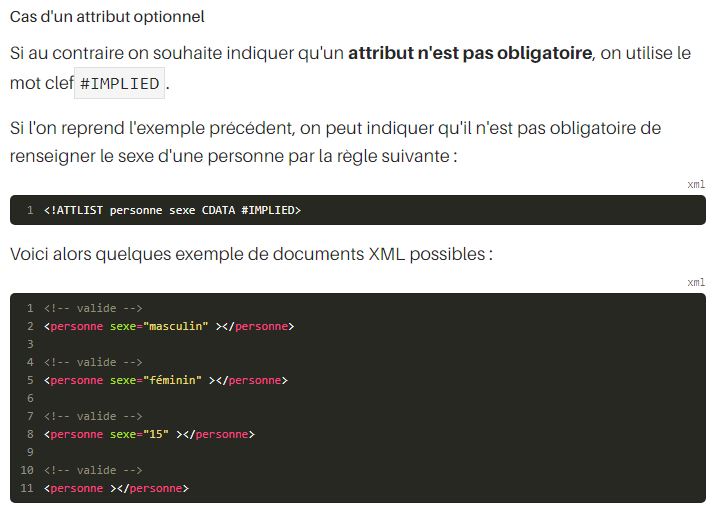 Cas d'un attribut optionnel
Si au contraire on souhaite indiquer qu'un attribut n'est pas obligatoire, on utilise le
mot clef #IMPLIED .
Si l'on reprend l'exemple précédent, on peut indiquer qu'il n'est pas obligatoire de
renseigner le sexe d'une personne par la règle suivante :
xml
1 <!ATTLIST personne sexe CDATA #IMPLIED>
Voici alors quelques exemple de documents XML possibles :
xml
1 <!-- valide -->
2 <personne sexe="masculin" ></personne>
3
4 <!-- valide -->
5 <personne sexe="féminin" ></personne>
6
7 <!-- valide -->
8 <personne sexe="15" ></personne>
9
10 <!-- valide -->
11 <personne ></personne>